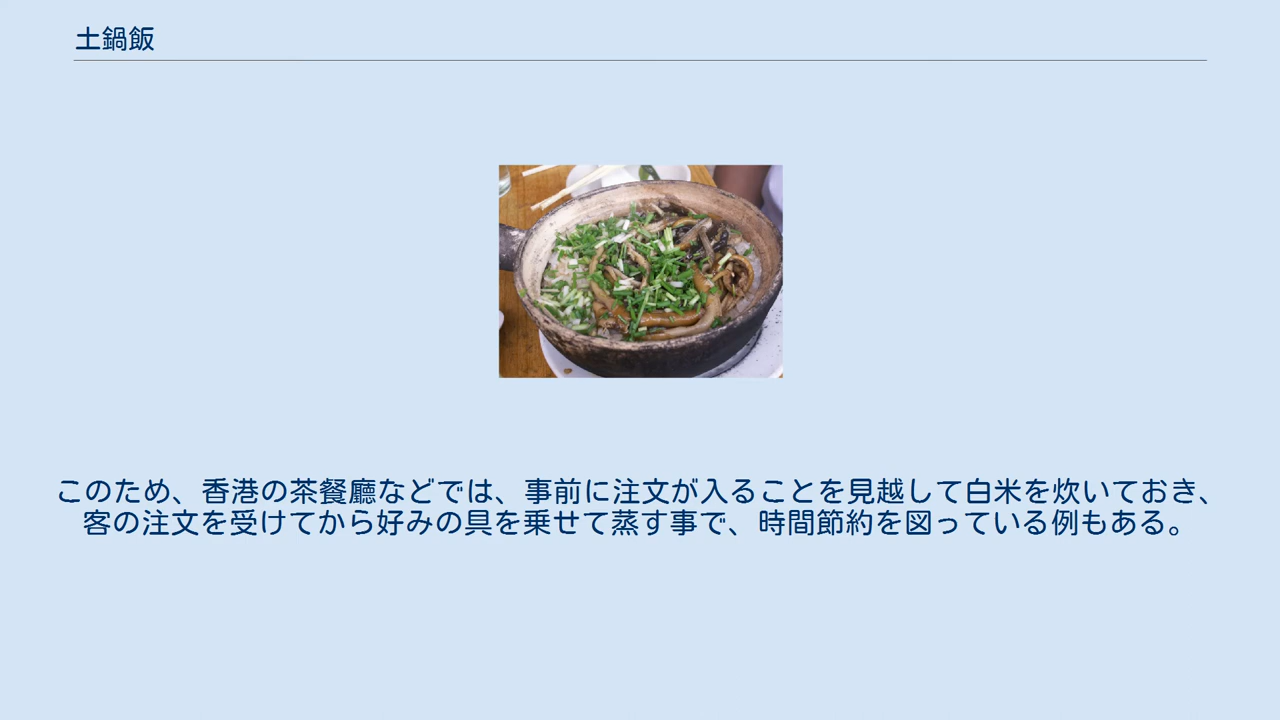 土鍋飯
このため、香港の茶餐廳などでは、事前に注文が入ることを見越して白米を炊いておき、
客の注文を受けてから好みの具を乗せて蒸す事で、時間節約を図っている例もある。